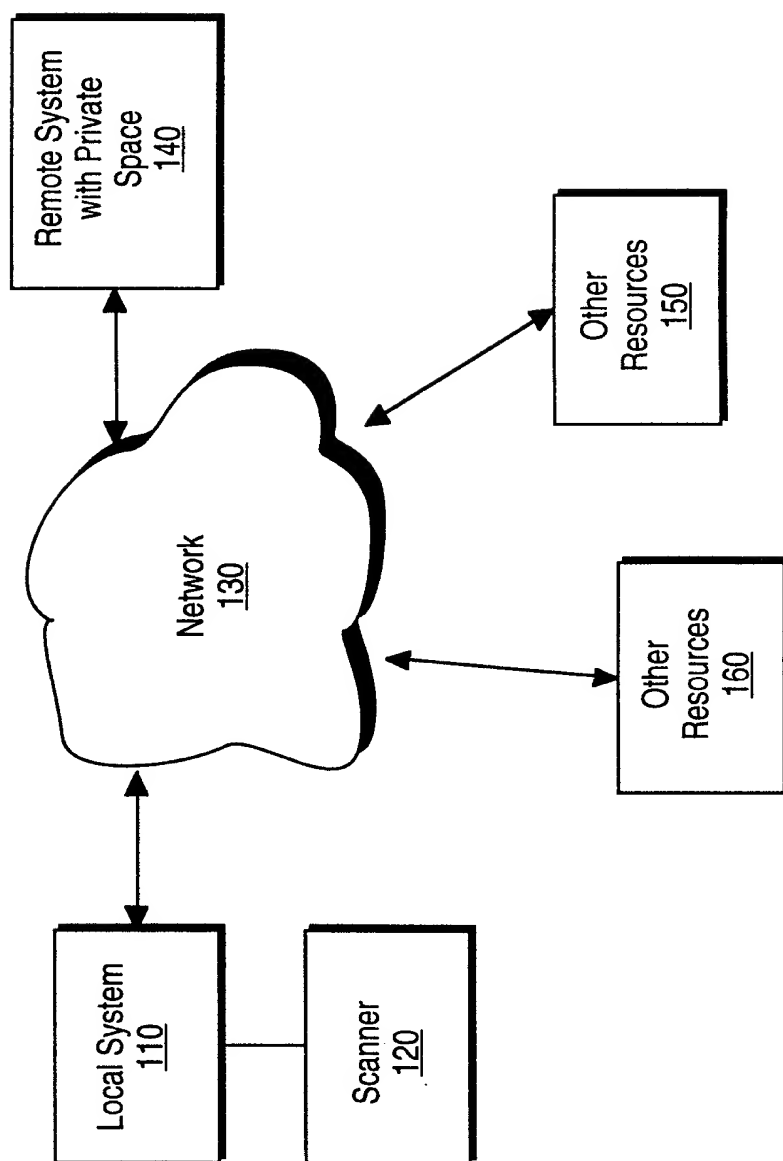 Local System
110
Scanner
120
Network
130
Remote System
with Private
Space
140
Other
Resources
150
Other
Resources
160